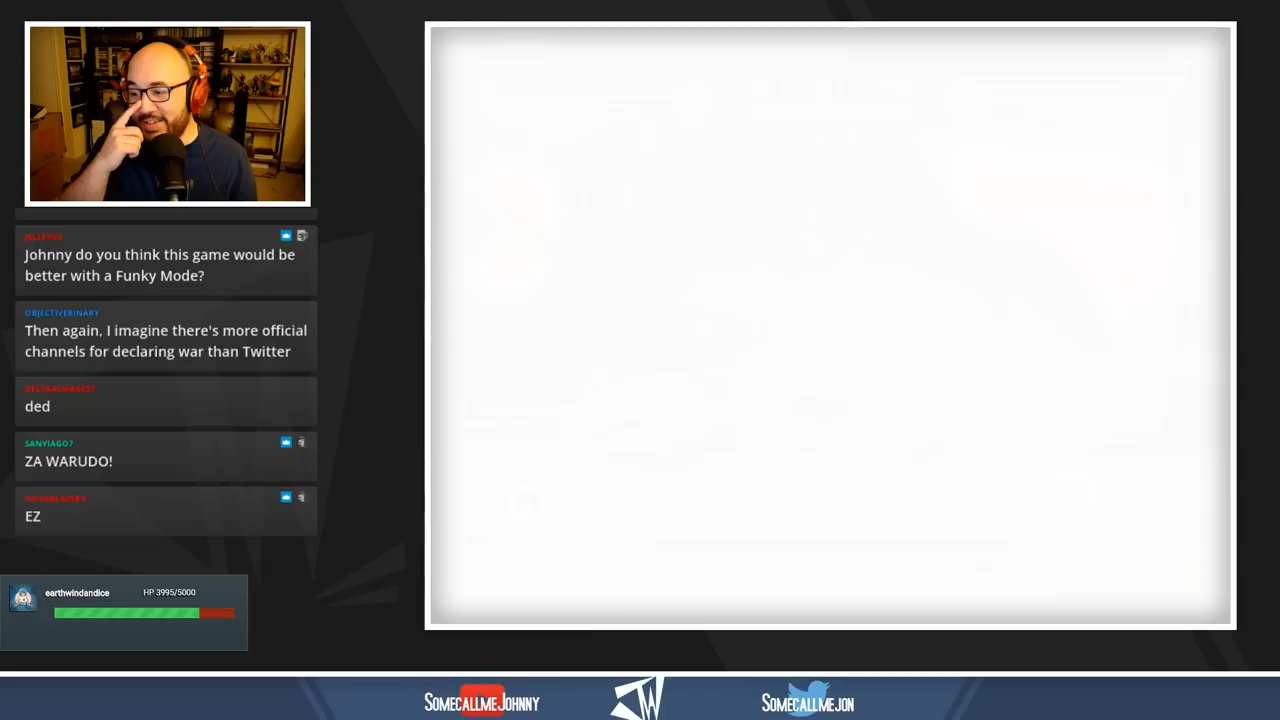 Johnny do you think this game would be
better with a Funky Mode?
OBJECTIVEBINARY
Then again, I imagine there's more official
channels for declaring war than Twitter
ded
SANYIAGO7
ZA WARUDO!
EZ
earthwindandice HP 3995/5000
SOMECALLMEJOHNNY SOMECALLMEJON